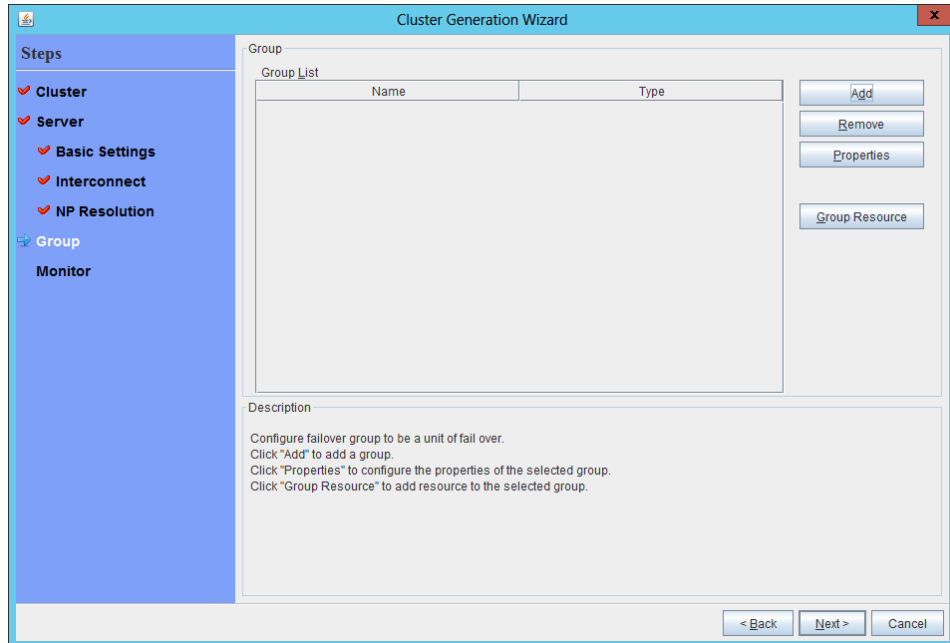 Cluster Generation Wizard
x
Steps
Cluster
Server
Basic Settings
Interconnect
NP Resolution
Group
Monitor
Group
Group List
Name Type
Add
Remove
Properties
Group Resource
Description
Configure failover group to be a unit of fail over.
Click "Add" to add a group.
Click "Properties" to configure the properties of the selected group.
Click "Group Resource" to add resource to the selected group.
< Back Next > Cancel